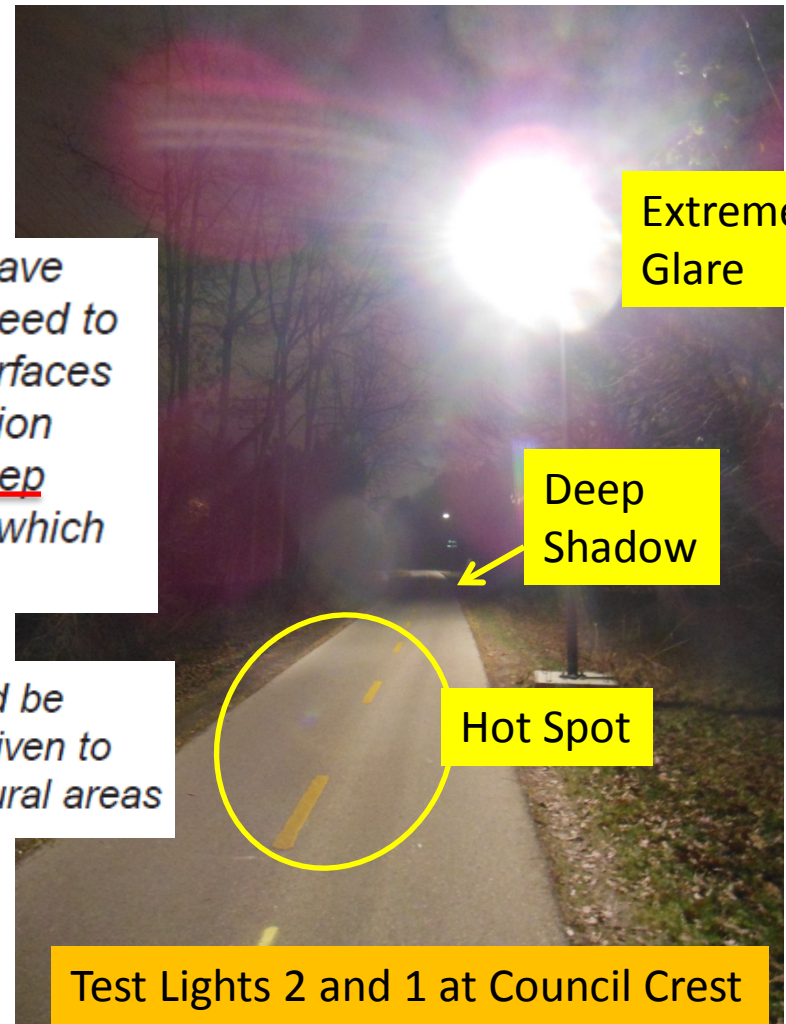 Extreme
Glare
ave
eed to
rfaces
ion
ep
which
Deep
Shadow
d be
iven to
ural areas
Hot Spot
Test Lights 2 and 1 at Council Crest